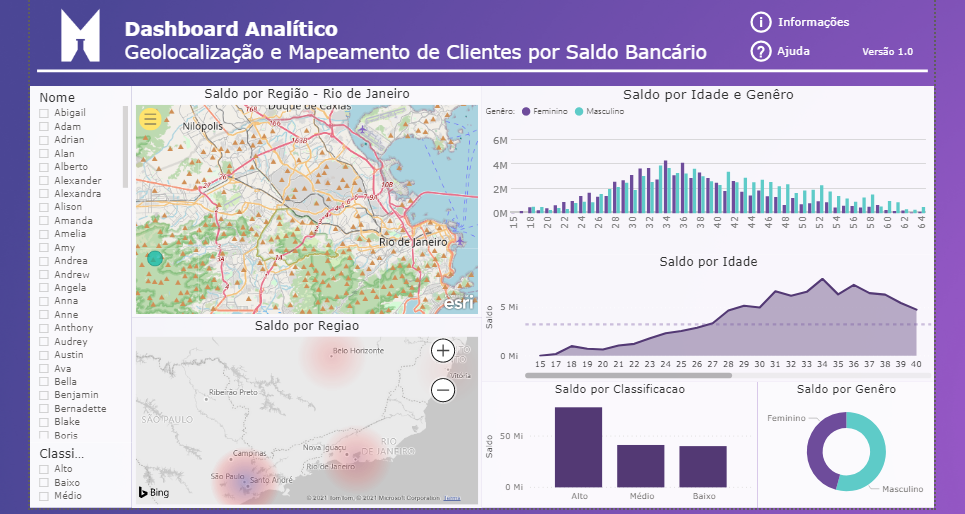 Dashboard Analítico
Geolocalização e Mapeamento de Clientes por Saldo Bancário
Informações
Ajuda
Versão 1.0
Nome
Abigail
Adam
Adrian
Alan
Alberto
Alexander
Alexandra
Alison
Amanda
Amelia
Amy
Andrea
Andrew
Angela
Anna
Anne
Anthony
Audrey
Austin
Ava
Bella
Benjamin
Bernadette
Blake
Boris
Classi...
Alto
Baixo
Médio
Saldo por Região - Rio de Janeiro
Duque de Caxias
Nilópolis
Rio de Janeiro
esri
Saldo por Regiao
Belo Horizonte
Vitória
Ribeirão Preto
SÃO PAULO
Campinas
Nova Iguaçu
RIO
DE JANEIRO
Rio de Janeiro
São Paulo
Santo André
Bing
© 2021 TomTom, © 2021 Microsoft Corporation Terms
Saldo por Idade e Genêro
Genêro: Feminino Masculino
6M
4M
2M
0M
15 18 20 22 24 26 28 30 32 34 36 38 40 42 44 46 48 50 52 54 56 58 60 62 64
Saldo por Idade
Saldo
5 Mi
0 Mi
15 17 18 19 20 21 22 23 24 25 26 27 28 29 30 31 32 33 34 35 36 37 38 39 40
Saldo por Classificacao
Saldo
50 Mi
0 Mi
Alto Médio Baixo
Saldo por Genêro
Feminino
Masculino